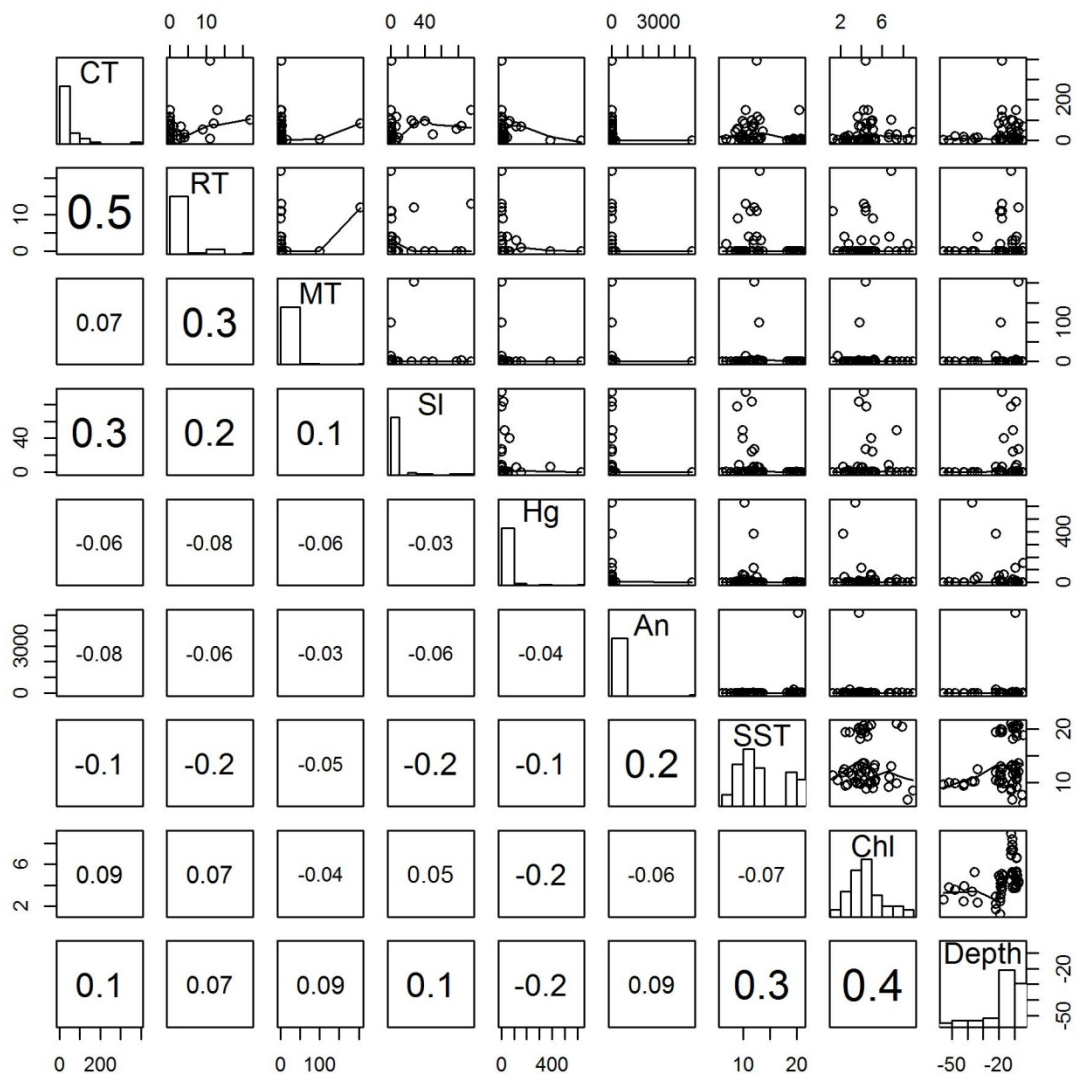 0 10 0 40 0 3000 2 6
CT
0 200
0.5 RT
0 10
0.07 0.3 MT
0 100
0.3 0.2 0.1 SI
0 40
-0.06 -0.08 -0.06 -0.03 Hg
0 400
-0.08 -0.06 -0.03 -0.06 -0.04 An
0 3000
-0.1 -0.2 -0.05 -0.2 -0.1 0.2 SST
10 20
0.09 0.07 -0.04 0.05 -0.2 -0.06 -0.07 Chl
2 6
0.1 0.07 0.09 0.1 -0.2 0.09 0.3 0.4 Depth
-50 -20
0 200 0 100 0 400 10 20 -50 -20